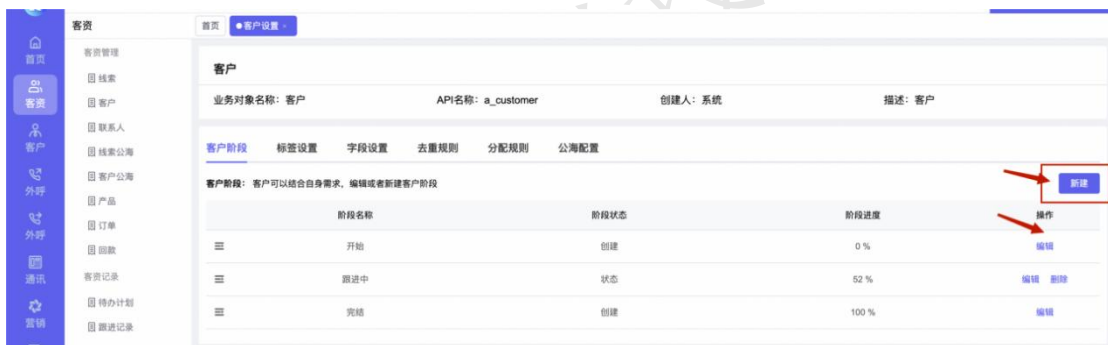 客资
首页 ●客户设置 ×
首页
客资
客户
外呼
外呼
通讯
营销
客资管理
线索
客户
联系人
线索公海
客户公海
产品
订单
回款
客资记录
待办计划
跟进记录
客户
业务对象名称：客户 API名称：a_customer 创建人：系统 描述：客户
客户阶段 标签设置 字段设置 去重规则 分配规则 公海配置
客户阶段：客户可以结合自身需求，编辑或者新建客户阶段 新建
阶段名称 阶段状态 阶段进度 操作
开始 创建 0 % 编辑
跟进中 状态 52 % 编辑 删除
完结 创建 100 % 编辑